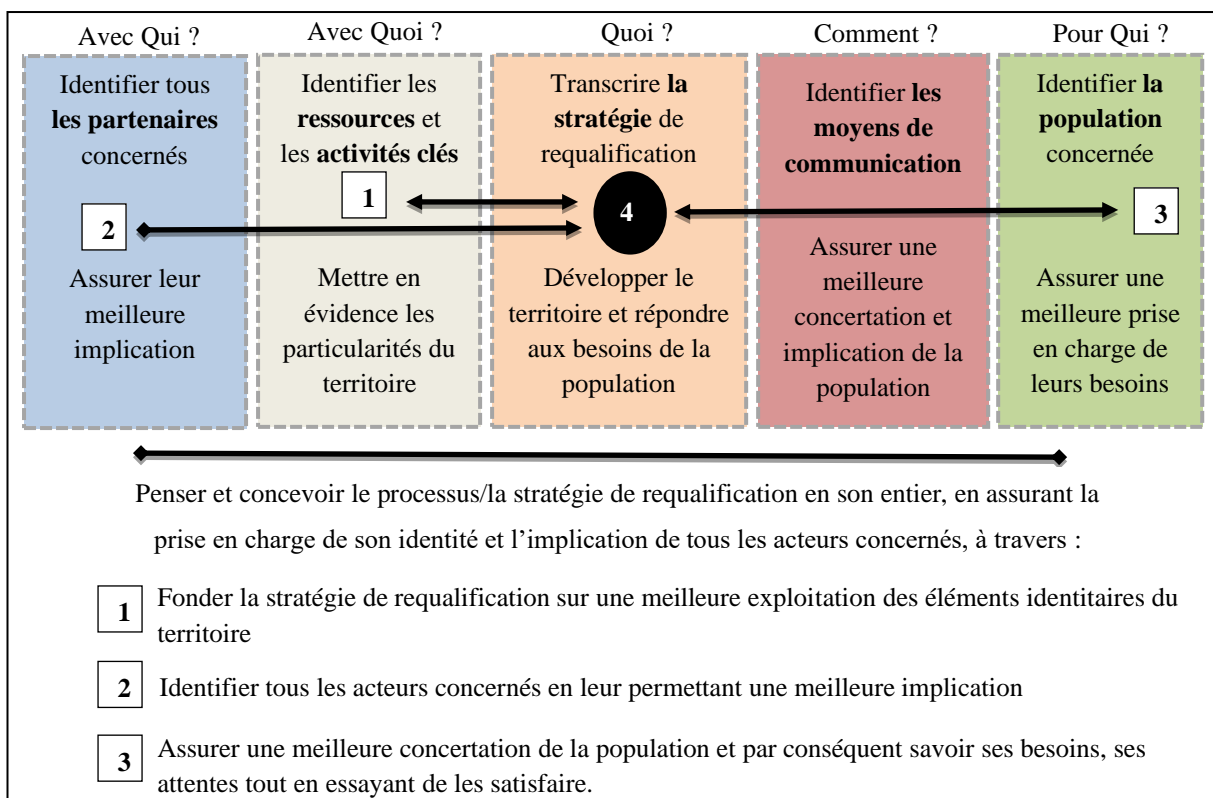 Avec Qui ?
Identifier tous
les partenaires
concernés
2
Assurer leur
meilleure
implication
Avec Quoi ?
Identifier les
ressources et
les activités clés
1
Mettre en
évidence les
particularités du
territoire
Quoi ?
Transcrire la
stratégie de
requalification
4
Développer le
territoire et répondre
aux besoins de la
population
Comment ?
Identifier les
moyens de
communication
Assurer une
meilleure
concertation et
implication de la
population
Pour Qui ?
Identifier la
population
concernée
3
Assurer une
meilleure prise
en charge de
leurs besoins
Penser et concevoir le processus/la stratégie de requalification en son entier, en assurant la
prise en charge de son identité et l’implication de tous les acteurs concernés, à travers :
1 Fonder la stratégie de requalification sur une meilleure exploitation des éléments identitaires du
territoire
2 Identifier tous les acteurs concernés en leur permettant une meilleure implication
3 Assurer une meilleure concertation de la population et par conséquent savoir ses besoins, ses
attentes tout en essayant de les satisfaire.